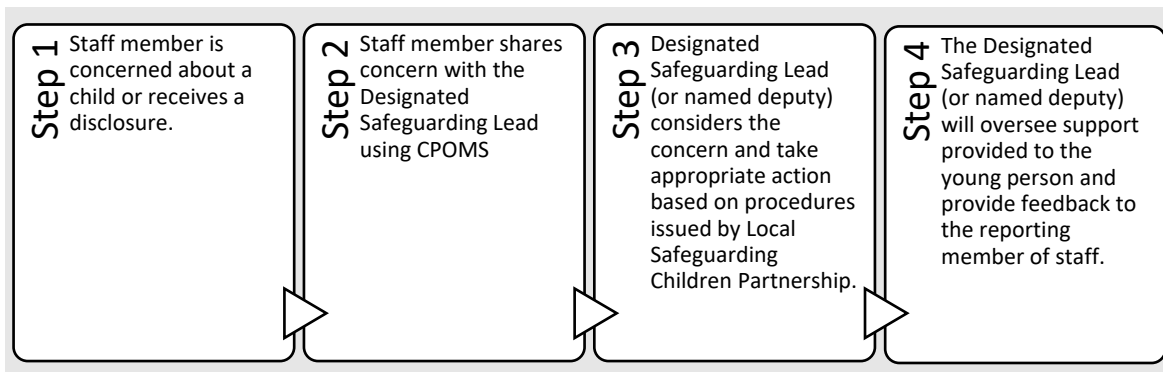 Step 1
Staff member is
concerned about a
child or receives a
disclosure.
Step 2
Staff member shares
concern with the
Designated
Safeguarding Lead
using CPOMS
Step 3
Designated
Safeguarding Lead
(or named deputy)
considers the
concern and take
appropriate action
based on procedures
issued by Local
Safeguarding
Children Partnership.
Step 4
The Designated
Safeguarding Lead
(or named deputy)
will oversee support
provided to the
young person and
provide feedback to
the reporting
member of staff.